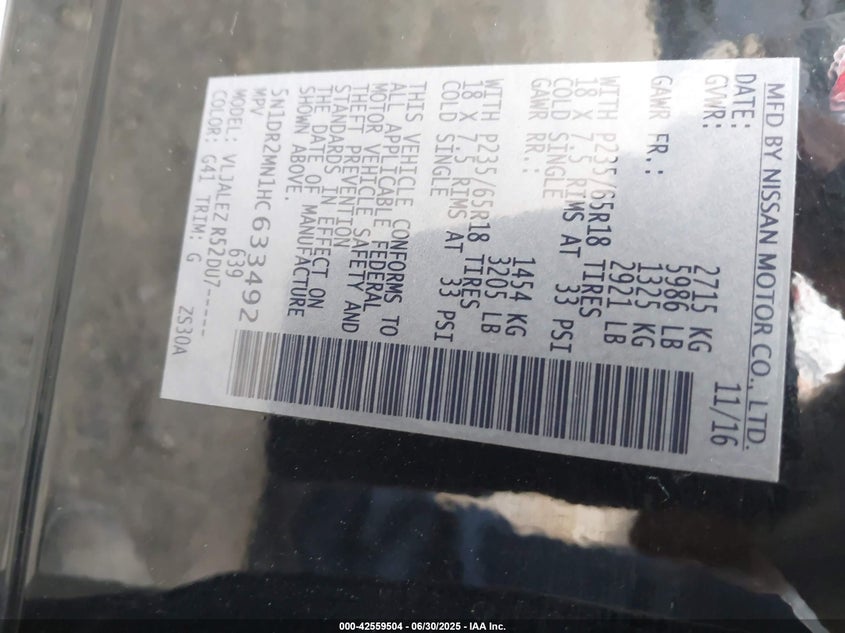 MFD BY NISSAN MOTOR CO., LTD.
DATE: 11/16
GVWR: 2715 KG
5986 LB
GAWR FR.: 1325 KG
2921 LB
WITH P235/65R18 TIRES
18 X 7.5 RIMS AT 33 PSI
COLD SINGLE
GAWR RR.: 1454 KG
3205 LB
WITH P235/65R18 TIRES
18 X 7.5 RIMS AT 33 PSI
COLD SINGLE
THIS VEHICLE CONFORMS TO
ALL APPLICABLE FEDERAL
MOTOR VEHICLE SAFETY AND
THEFT PREVENTION
STANDARDS IN EFFECT ON
THE DATE OF MANUFACTURE
SHOWN ABOVE.
5N1DR2MN1HC633492
MPV 639
MODEL: VLJALEZ R52DU7-----
COLOR: G41 TRIM: G ZS30A
000-42559504 - 06/30/2025 - IAA Inc.